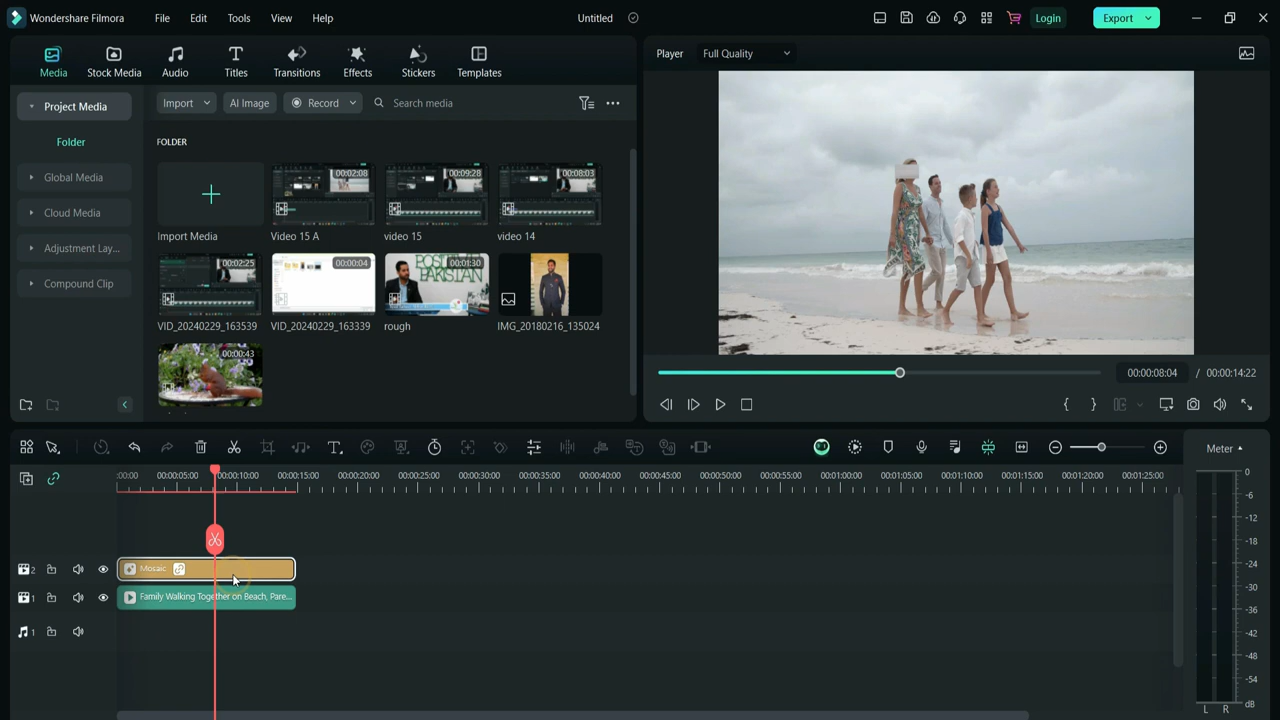 Wondershare Filmora File Edit Tools View Help Untitled Login Export
Media Stock Media Audio Titles Transitions Effects Stickers Templates
Player Full Quality
Project Media
Folder
Global Media
Cloud Media
Adjustment Lay...
Compound Clip
Import AI Image Record Search media
FOLDER
00:02:08 00:09:28 00:08:03
Import Media Video 15 A video 15 video 14
00:02:25 00:00:04 00:01:30
VID_20240229_163539 VID_20240229_163339 rough IMG_20180216_135024
00:00:43
00:00:08:04 / 00:00:14:22
:00:00 00:00:05:00 00:00:10:00 00:00:15:00 00:00:20:00 00:00:25:00 00:00:30:00 00:00:35:00 00:00:40:00 00:00:45:00 00:00:50:00 00:00:55:00 00:01:00:00 00:01:05:00 00:01:10:00 00:01:15:00 00:01:20:00 00:01:25:00
2 Mosaic
1 Family Walking Together on Beach, Pare...
1
Meter
0
-6
-12
-18
-24
-30
-36
-42
-48
-54
dB
L R